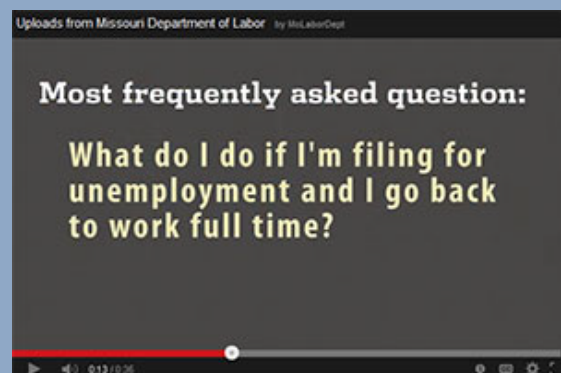 Uploads from Missouri Department of Labor by MoLaborDept
Most frequently asked question:
What do I do if I'm filing for
unemployment and I go back
to work full time?
0:13 / 0:35